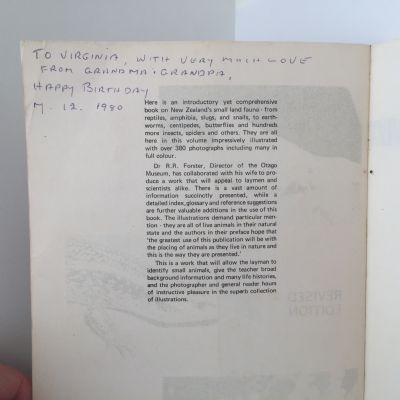 TO VIRGINIA, WITH VERY MUCH LOVE
FROM GRANDMA + GRANDPA,
HAPPY BIRTHDAY
M. 12. 1980
Here is an introductory yet comprehensive
book on New Zealand's small land fauna - from
reptiles, amphibia, slugs, and snails, to earth-
worms, centipedes, butterflies and hundreds
more insects, spiders and others. They are all
here in this volume impressively illustrated
with over 380 photographs including many in
full colour.
Dr R.R. Forster, Director of the Otago
Museum, has collaborated with his wife to pro-
duce a work that will appeal to laymen and
scientists alike. There is a vast amount of
information succinctly presented, while a
detailed index, glossary and reference suggestions
are further valuable additions in the use of this
book. The illustrations demand particular men-
tion - they are all of live animals in their natural
state and the authors in their preface hope that
'the greatest use of this publication will be with
the placing of animals as they live in nature and
this is the way they are presented.'
This is a work that will allow the layman to
identify small animals, give the teacher broad
background information and many life histories,
and the photographer and general reader hours
of instructive pleasure in the superb collection
of illustrations.
REVISED
EDITION